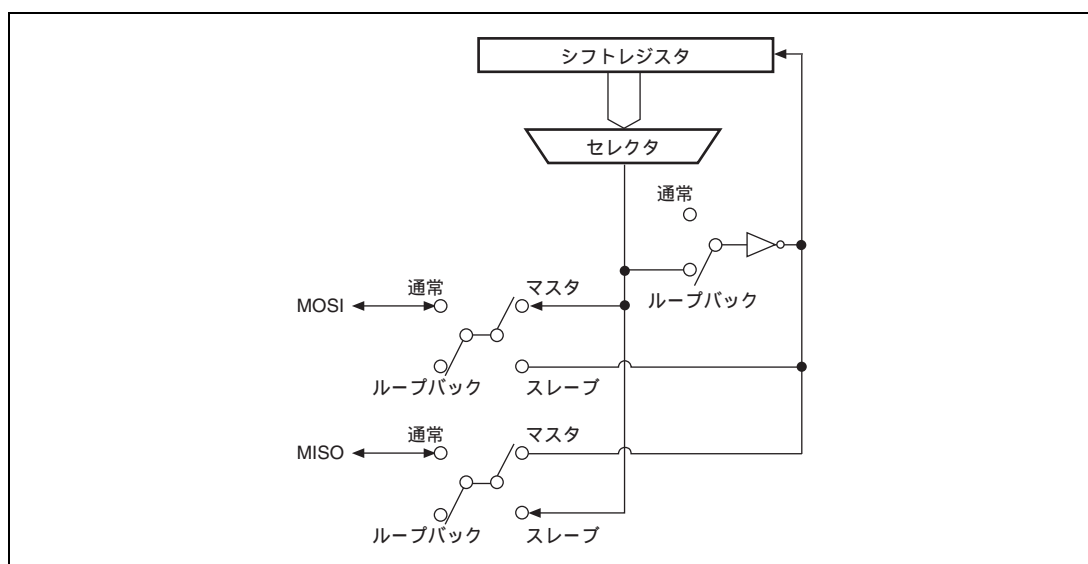 シフトレジスタ
セレクタ
通常
ループバック
MOSI
通常
マスタ
ループバック
スレーブ
MISO
通常
マスタ
ループバック
スレーブ